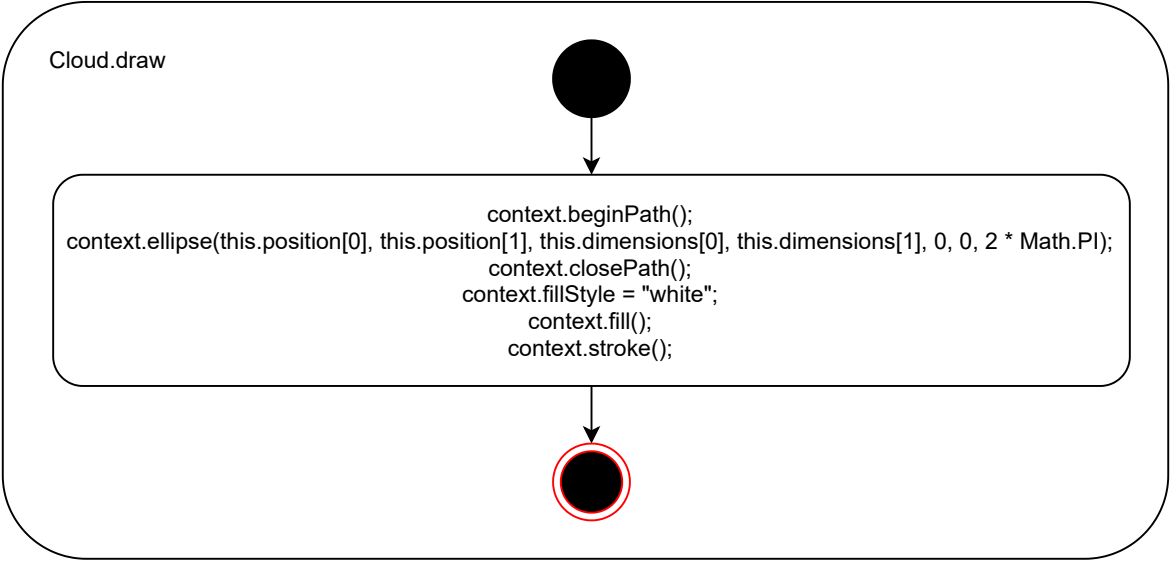 Cloud.draw
context.beginPath();
context.ellipse(this.position[0], this.position[1], this.dimensions[0], this.dimensions[1], 0, 0, 2 * Math.PI);
context.closePath();
context.fillStyle = "white";
context.fill();
context.stroke();